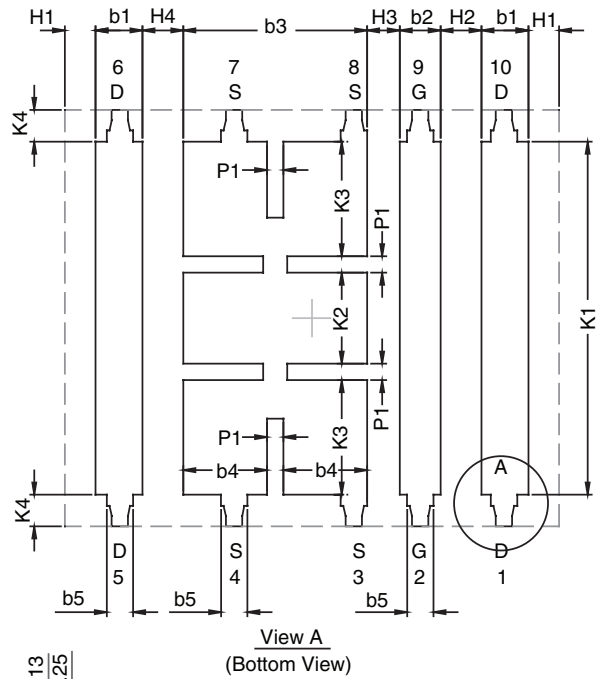 H1 b1 H4 b3 H3 b2 H2 b1 H1
6 7 8 9 10
D S S G D
K4
P1 K3 P1
K2 K1
P1
P1 K3
b4 b4 A
K4
D S S G D
5 4 3 2 1
b5 b5 b5
View A
(Bottom View)
13
.25